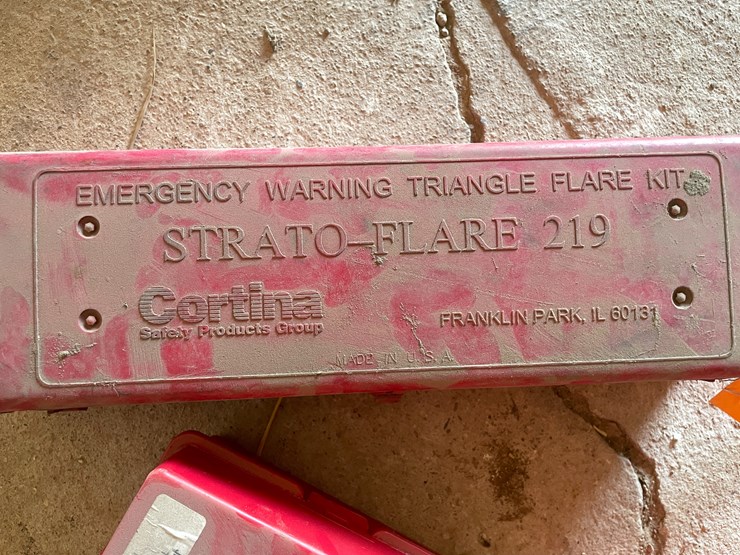 EMERGENCY WARNING TRIANGLE FLARE KIT
STRATO-FLARE 219
Cortina
Safety Products Group
FRANKLIN PARK, IL 60131
MADE IN U.S.A.